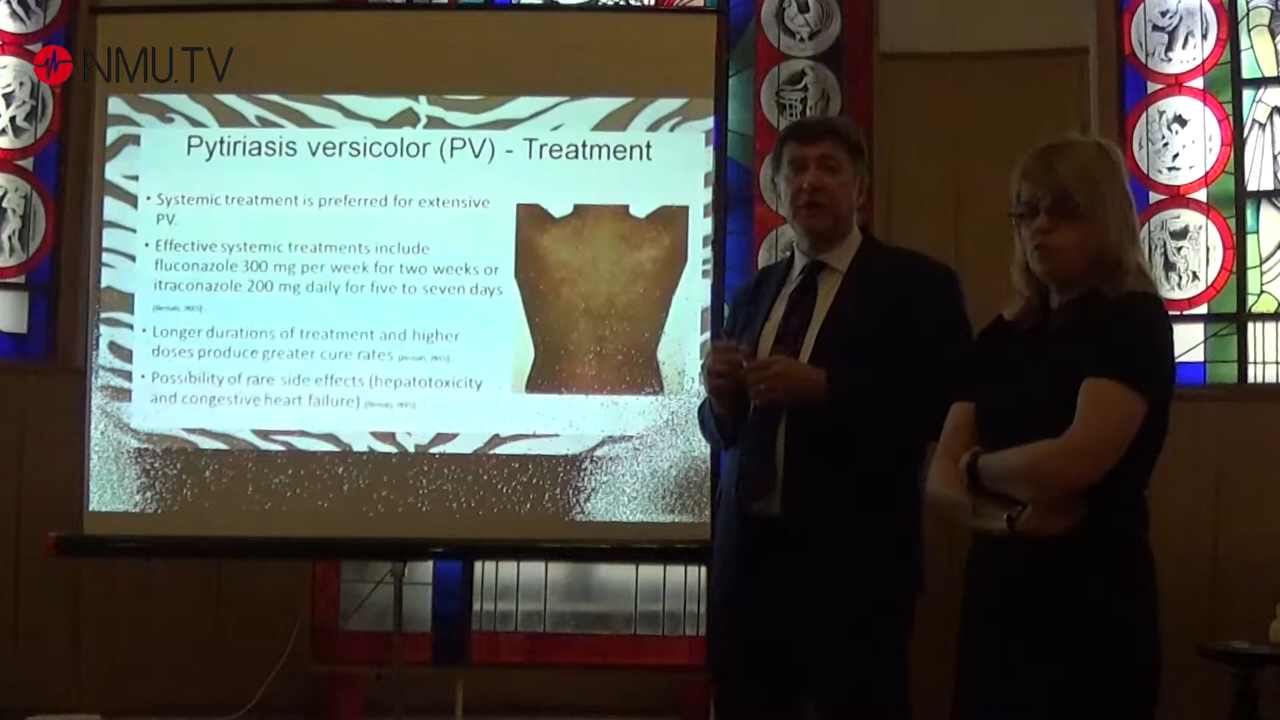 NMU.TV
Pytiriasis versicolor (PV) - Treatment
• Systemic treatment is preferred for extensive
PV.
• Effective systemic treatments include
fluconazole 300 mg per week for two weeks or
itraconazole 200 mg daily for five to seven days
• Longer durations of treatment and higher
doses produce greater cure rates
• Possibility of rare side effects (hepatotoxicity
and congestive heart failure)